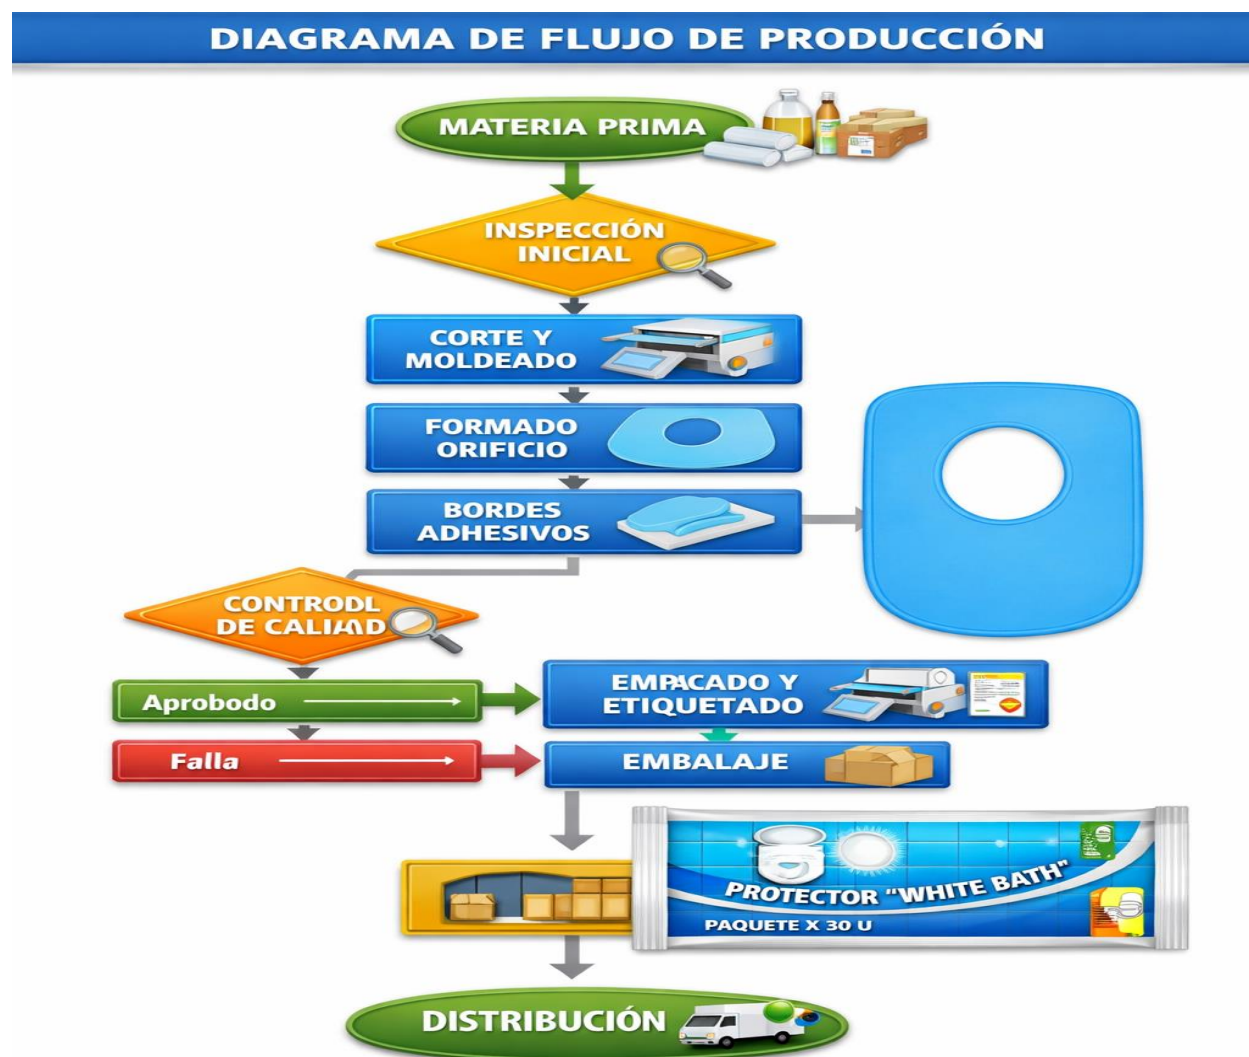 DIAGRAMA DE FLUJO DE PRODUCCIÓN
MATERIA PRIMA
INSPECCIÓN
INICIAL
CORTE Y
MOLDEADO
FORMADO
ORIFICIO
BORDES
ADHESIVOS
CONTRODL
DE CALIMD
Aprobodo
EMPACADO Y
ETIQUETADO
Falla
EMBALAJE
PROTECTOR "WHITE BATH"
PAQUETE X 30 U
DISTRIBUCIÓN